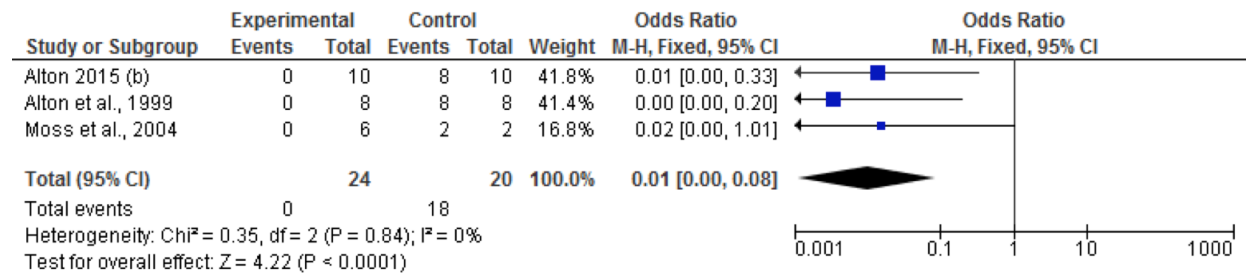 Experimental Control Odds Ratio Odds Ratio
Study or Subgroup Events Total Events Total Weight M-H, Fixed, 95% CI M-H, Fixed, 95% CI
Alton 2015 (b) 0 10 8 10 41.8% 0.01 [0.00, 0.33]
Alton et al., 1999 0 8 8 8 41.4% 0.00 [0.00, 0.20]
Moss et al., 2004 0 6 2 2 16.8% 0.02 [0.00, 1.01]
Total (95% CI) 24 20 100.0% 0.01 [0.00, 0.08]
Total events 0 18
Heterogeneity: Chi² = 0.35, df = 2 (P = 0.84); I² = 0%
Test for overall effect: Z = 4.22 (P < 0.0001)
0.001 0.1 1 10 1000